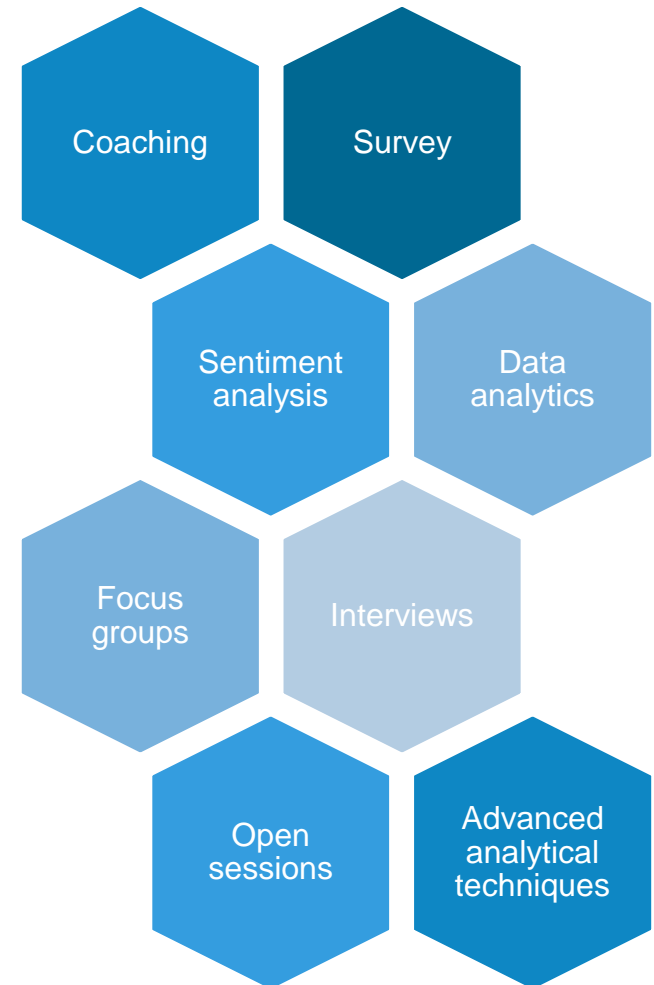 Coaching
Survey
Sentiment
analysis
Data
analytics
Focus
groups
Interviews
Open
sessions
Advanced
analytical
techniques